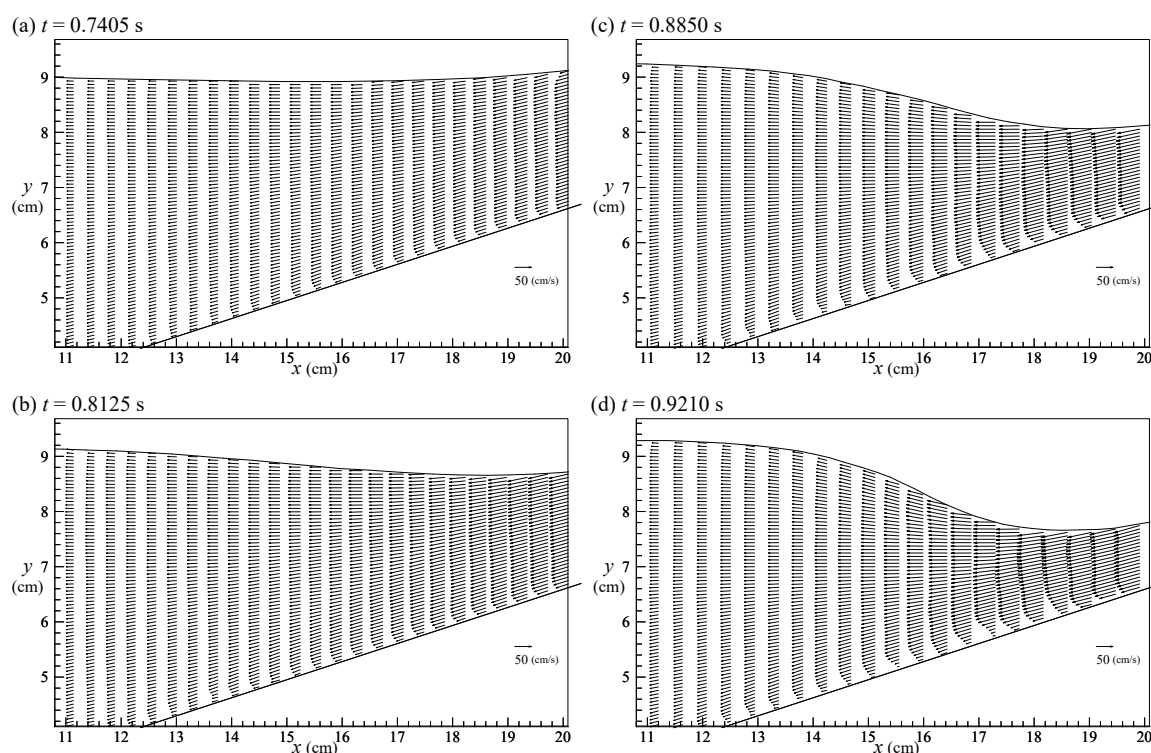 (a) t = 0.7405 s
9
8
y 7
(cm)
6
5
50 (cm/s)
11 12 13 14 15 16 17 18 19 20
x (cm)
(b) t = 0.8125 s
9
8
y 7
(cm)
6
5
50 (cm/s)
11 12 13 14 15 16 17 18 19 20
x (cm)
(c) t = 0.8850 s
9
8
y 7
(cm)
6
5
50 (cm/s)
11 12 13 14 15 16 17 18 19 20
x (cm)
(d) t = 0.9210 s
9
8
y 7
(cm)
6
5
50 (cm/s)
11 12 13 14 15 16 17 18 19 20
x (cm)